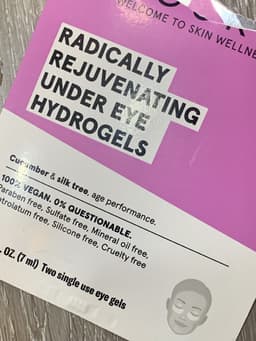 WELCOME TO SKIN WELLNE
RADICALLY
REJUVENATING
UNDER EYE
HYDROGELS
Cucumber & silk tree, age performance.
100% VEGAN. 0% QUESTIONABLE.
Paraben free, Sulfate free, Mineral oil free,
etrolatum free, Silicone free, Cruelty free
. OZ. (7 ml) Two single use eye gels